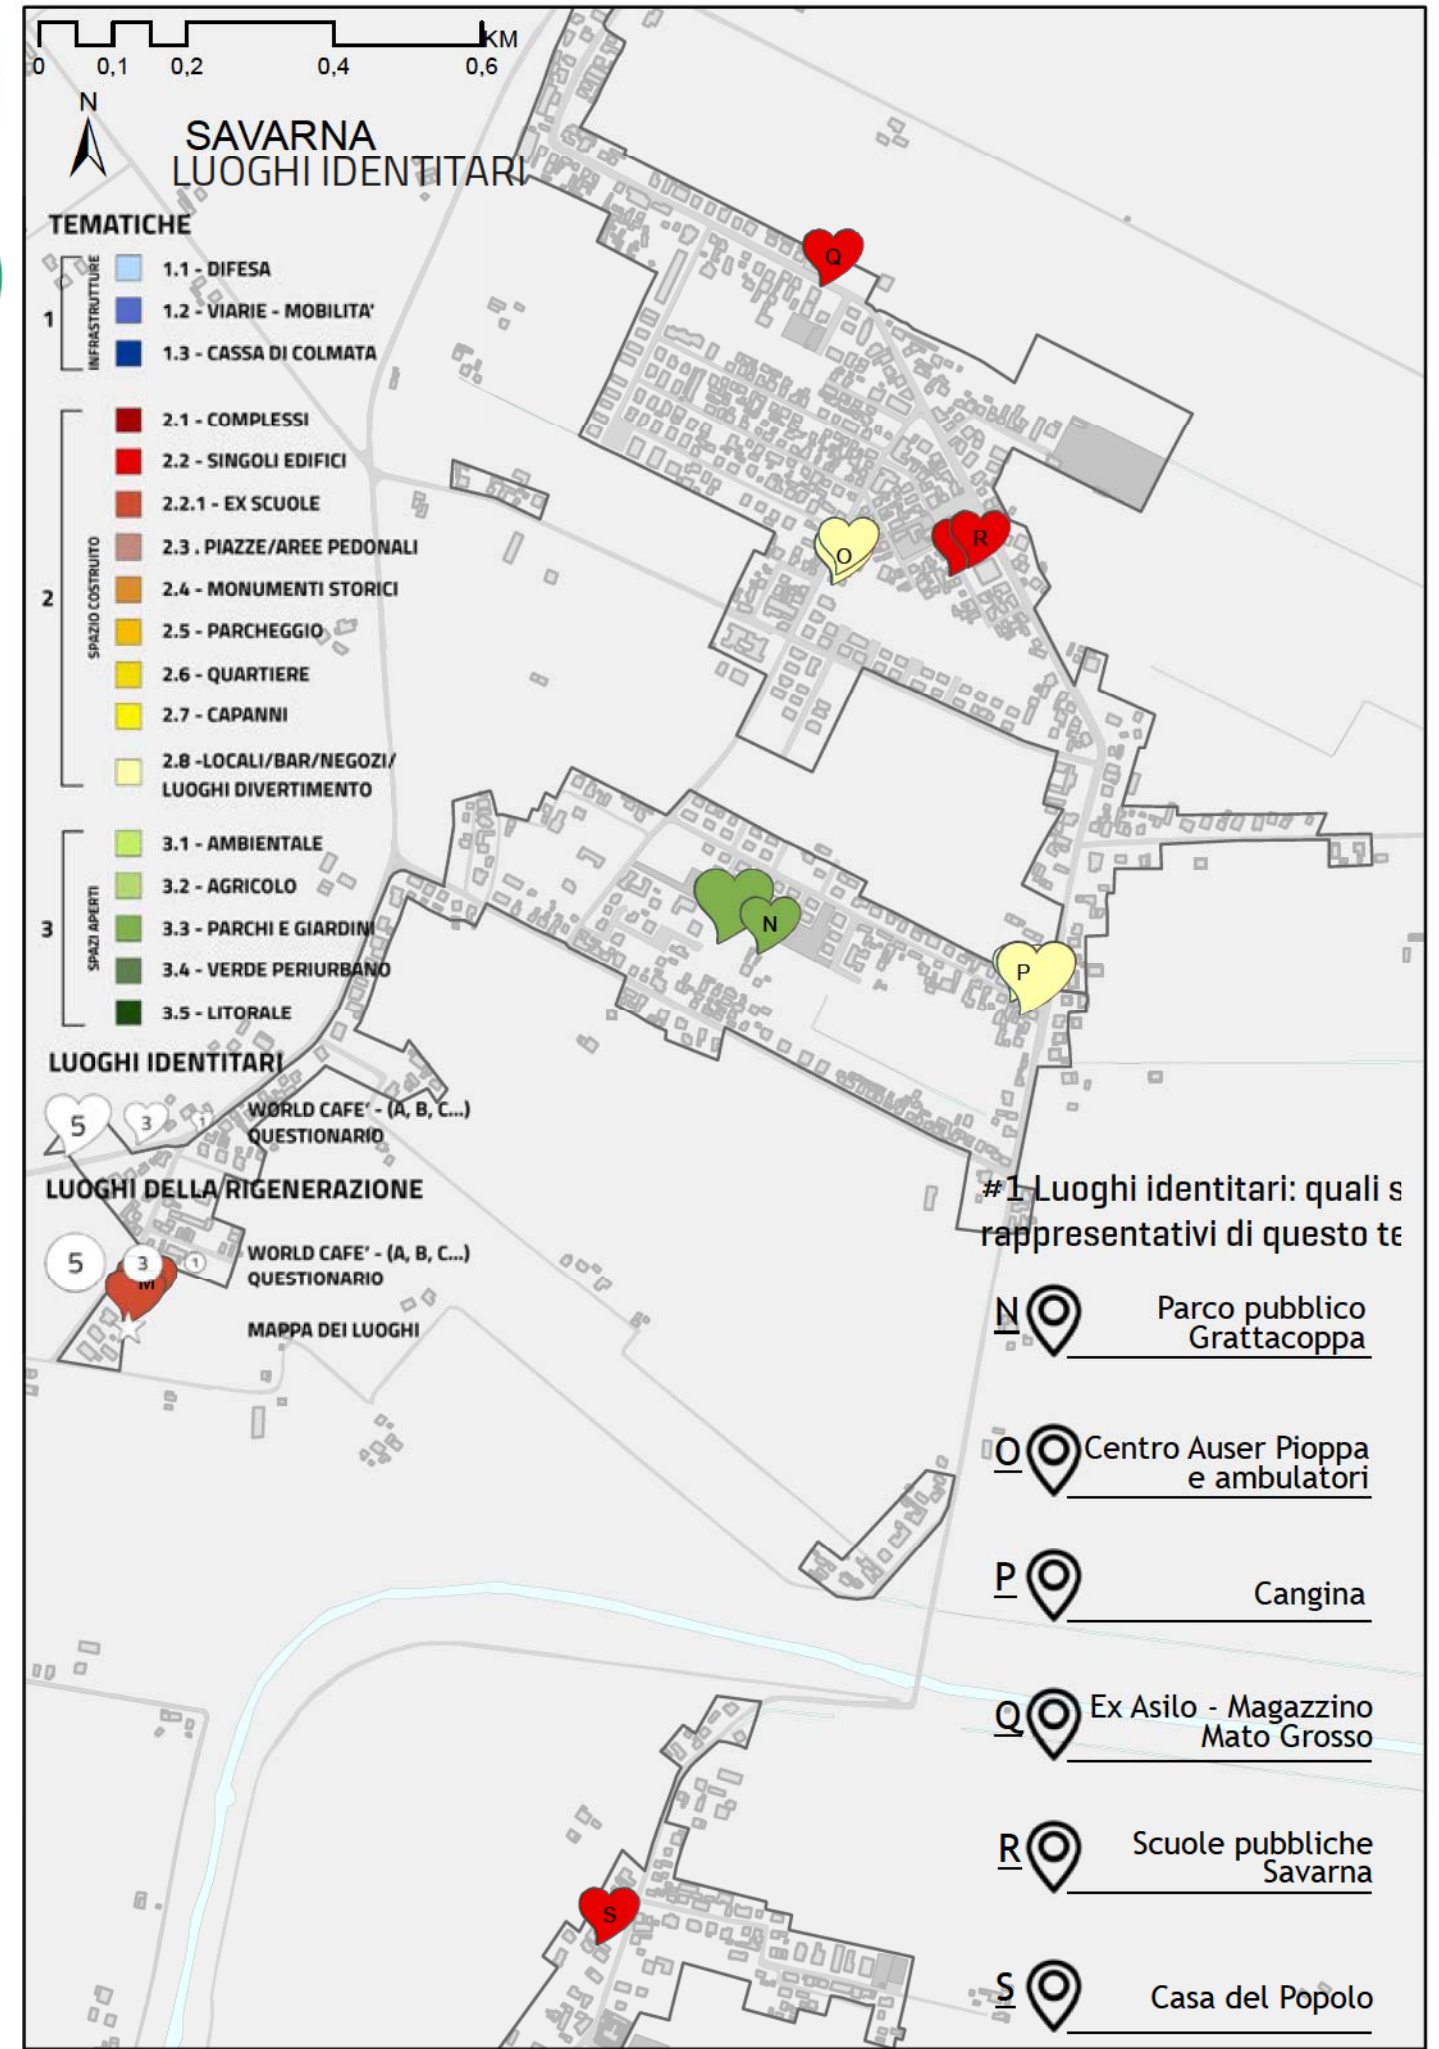 KM
0 0,1 0,2 0,4 0,6
N
SAVARNA
LUOGHI IDENTITARI
TEMATICHE
1
INFRASTRUTTURE
1.1 - DIFESA
1.2 - VIARIE - MOBILITA'
1.3 - CASSA DI COLMATA
2
SPAZIO COSTRUITO
2.1 - COMPLESSI
2.2 - SINGOLI EDIFICI
2.2.1 - EX SCUOLE
2.3 . PIAZZE/AREE PEDONALI
2.4 - MONUMENTI STORICI
2.5 - PARCHEGGIO
2.6 - QUARTIERE
2.7 - CAPANNI
2.8 -LOCALI/BAR/NEGOZI/
LUOGHI DIVERTIMENTO
3
SPAZI APERTI
3.1 - AMBIENTALE
3.2 - AGRICOLO
3.3 - PARCHI E GIARDINI
3.4 - VERDE PERIURBANO
3.5 - LITORALE
LUOGHI IDENTITARI
5 3 1
WORLD CAFE' - (A, B, C...)
QUESTIONARIO
LUOGHI DELLA RIGENERAZIONE
5 3 1
WORLD CAFE' - (A, B, C...)
QUESTIONARIO
MAPPA DEI LUOGHI
Q
R
O
N
P
M
S
#1 Luoghi identitari: quali s
rappresentativi di questo te
N Parco pubblico
Grattacoppa
O Centro Auser Pioppa
e ambulatori
P Cangina
Q Ex Asilo - Magazzino
Mato Grosso
R Scuole pubbliche
Savarna
S Casa del Popolo